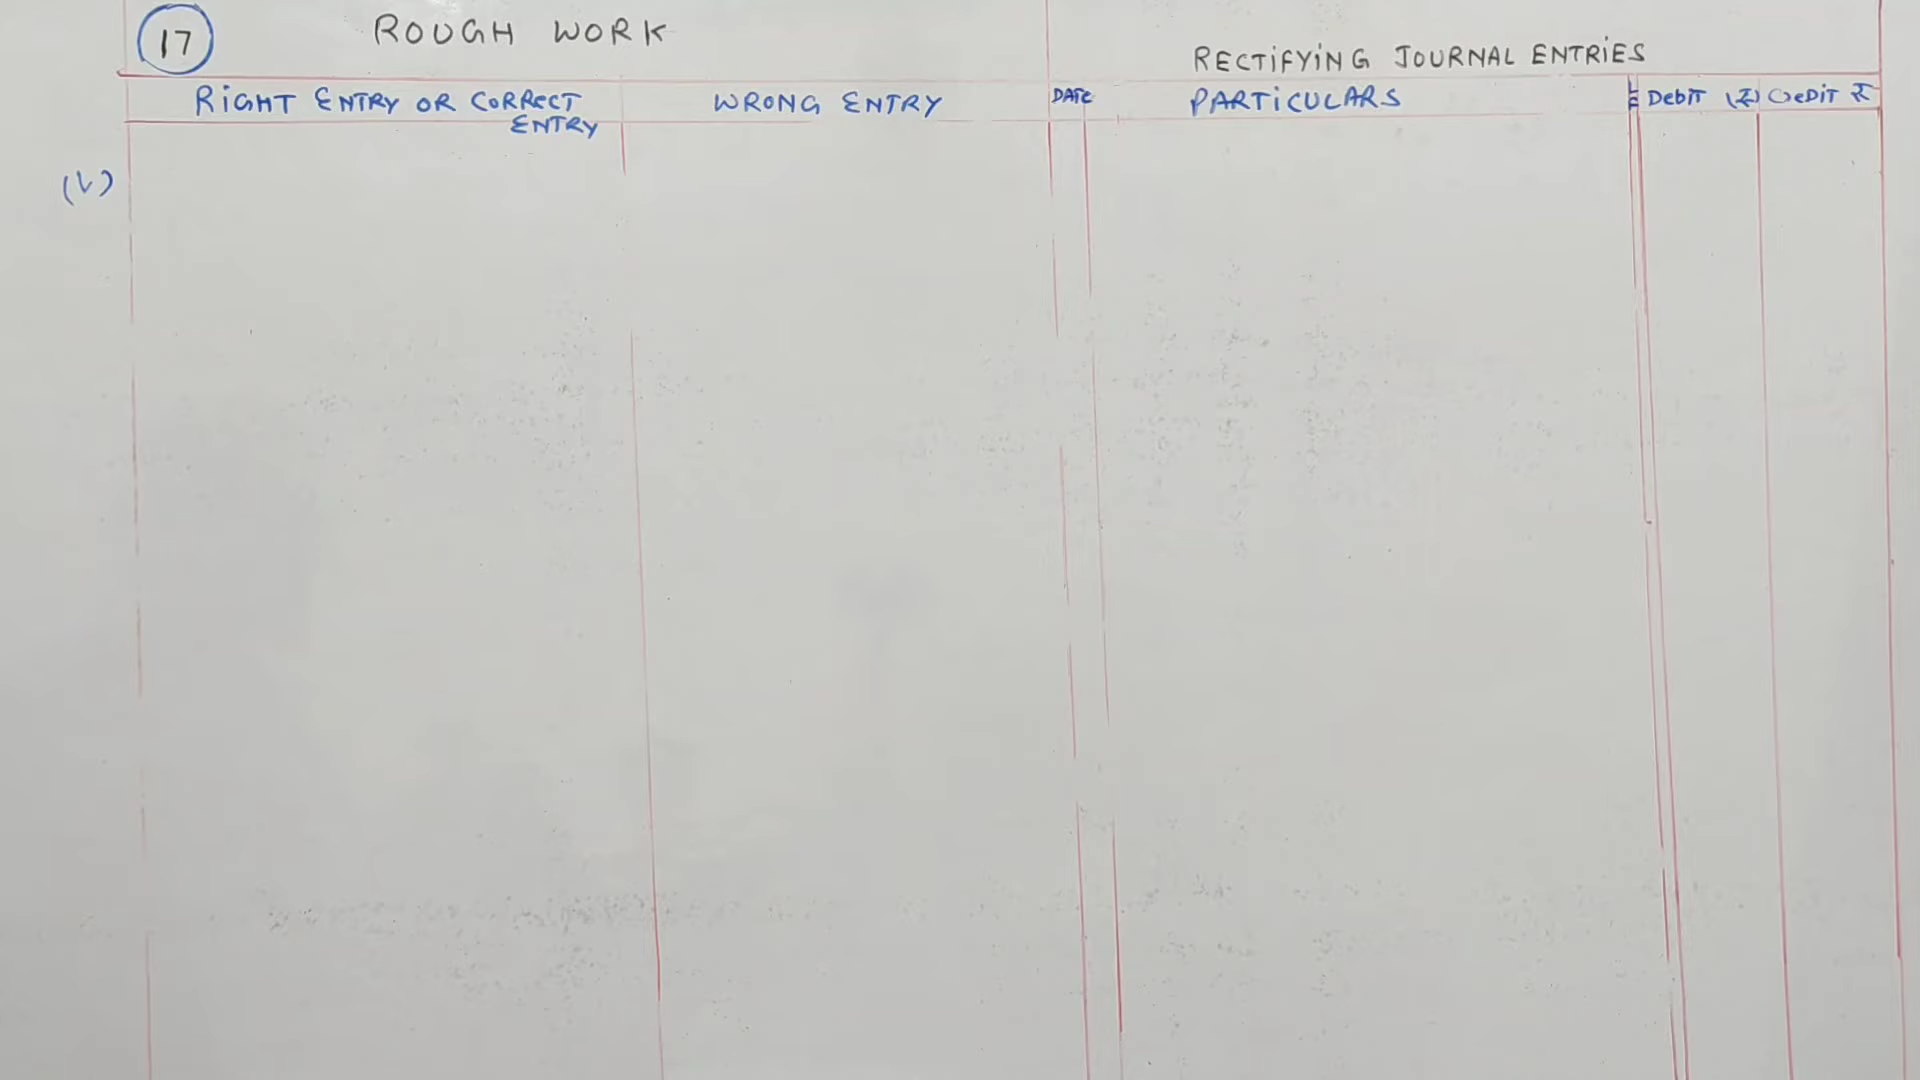 17
ROUGH WORK
RECTIFYING JOURNAL ENTRIES
RIGHT ENTRY OR CORRECT ENTRY
WRONG ENTRY
DATE
PARTICULARS
DEBIT (₹)
CREDIT ₹